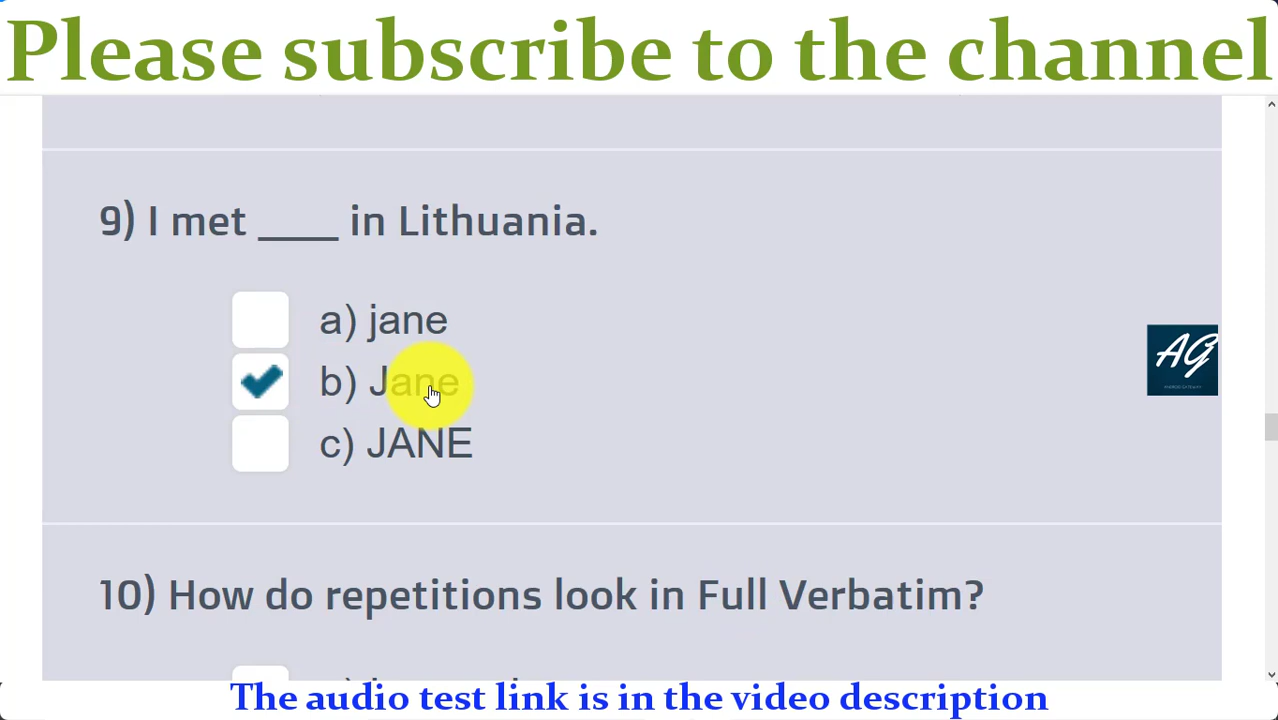 Please subscribe to the channel
9) I met ____ in Lithuania.
a) jane
b) Jane
AG
c) JANE
10) How do repetitions look in Full Verbatim?
The audio test link is in the video description